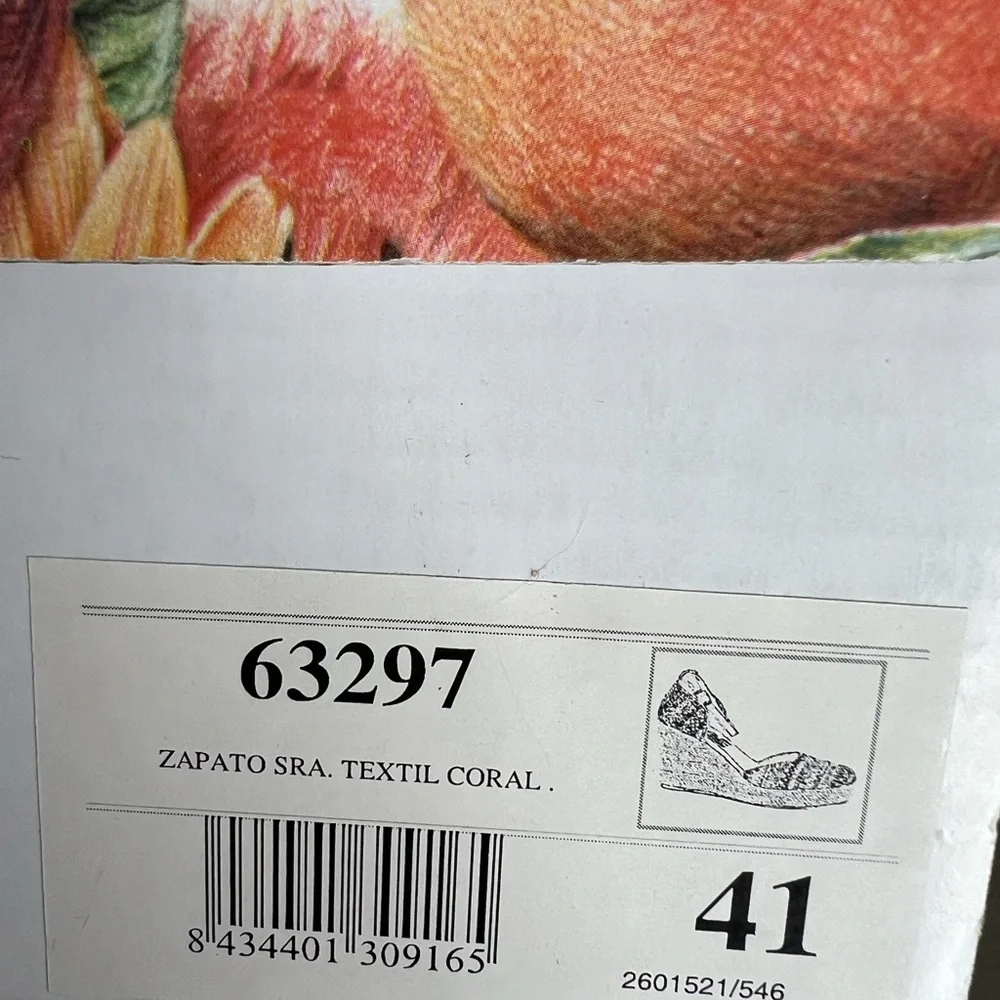 63297
ZAPATO SRA. TEXTIL CORAL .
8 434401 309165
41
2601521/546